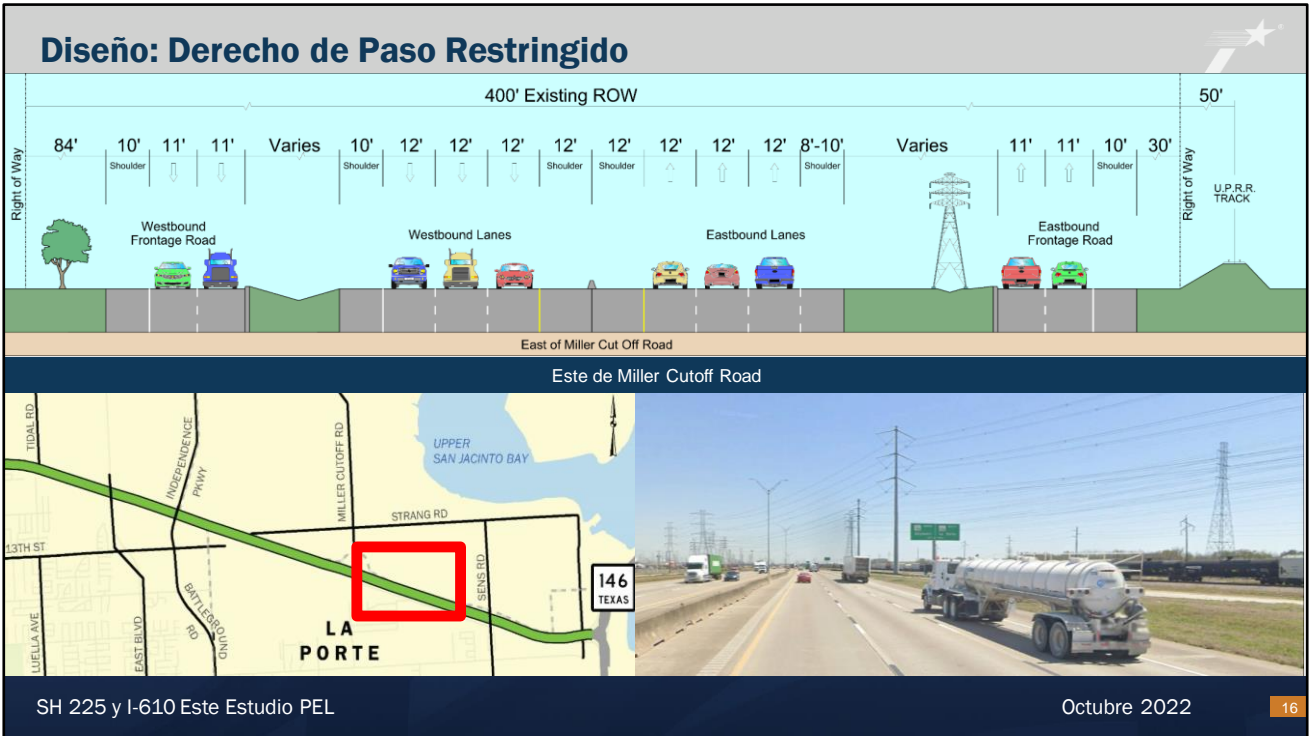 Diseño: Derecho de Paso Restringido
400' Existing ROW
50'
84'
10'
11'
11'
Varies
10'
12'
12'
12'
12'
12'
12'
12'
12'
8'-10'
Varies
11'
11'
10'
30'
Shoulder
Shoulder
Shoulder
Shoulder
Shoulder
Shoulder
Right of Way
Right of Way
U.P.R.R.
TRACK
Westbound
Frontage Road
Westbound Lanes
Eastbound Lanes
Eastbound
Frontage Road
East of Miller Cut Off Road
Este de Miller Cutoff Road
TIDAL RD
INDEPENDENCE
PKWY
MILLER CUTOFF RD
UPPER
SAN JACINTO BAY
STRANG RD
13TH ST
SENS RD
146
TEXAS
LUELLA AVE
EAST BLVD
BATTLEGROUND
RD
LA
PORTE
SH 225 y I-610 Este Estudio PEL
Octubre 2022
16